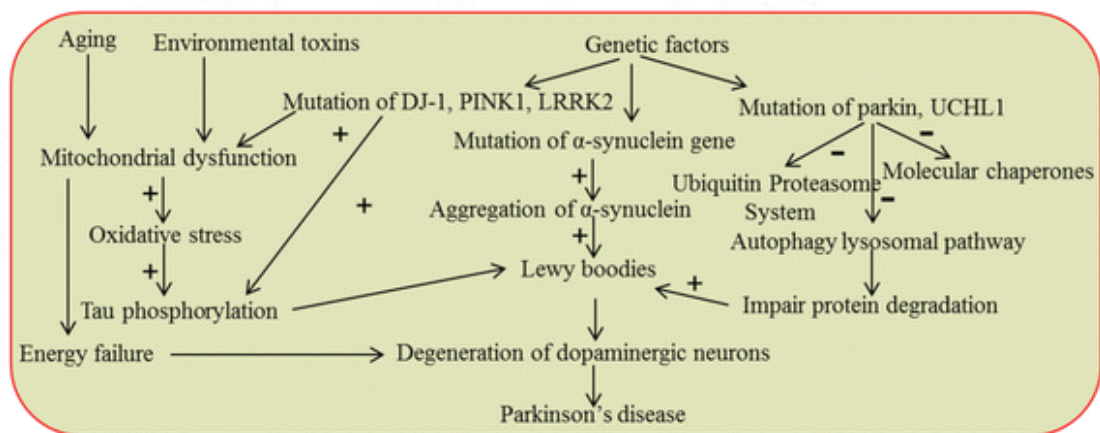 Aging
Environmental toxins
Genetic factors
Mutation of DJ-1, PINK1, LRRK2
Mutation of parkin, UCHL1
+
Mutation of α-synuclein gene
-
-
Mitochondrial dysfunction
Molecular chaperones
+
+
Ubiquitin Proteasome
System
-
+
Aggregation of α-synuclein
Oxidative stress
+
Autophagy lysosomal pathway
+
Lewy boodies
+
Tau phosphorylation
Impair protein degradation
Energy failure
Degeneration of dopaminergic neurons
Parkinson's disease